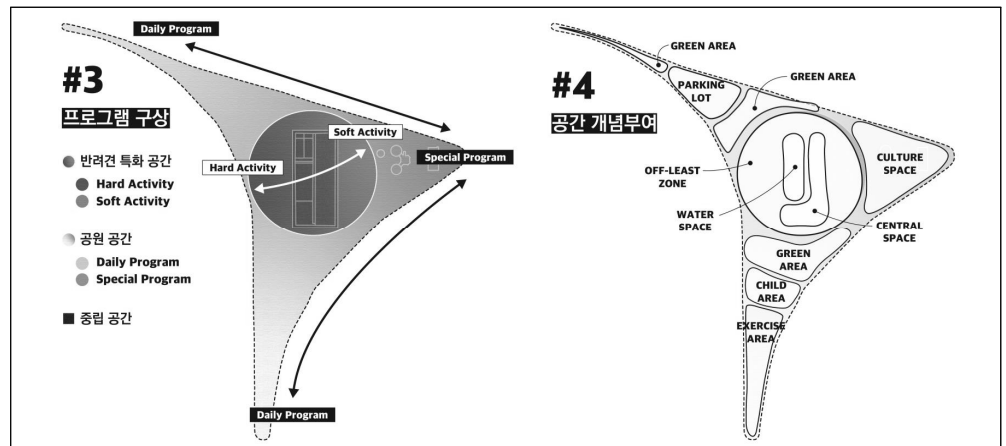 Daily Program
#3
프로그램 구상
Soft Activity
Hard Activity
Special Program
반려견 특화 공간
Hard Activity
Soft Activity
공원 공간
Daily Program
Special Program
중립 공간
Daily Program
#4
공간 개념부여
GREEN AREA
PARKING
LOT
GREEN AREA
OFF-LEAST
ZONE
CULTURE
SPACE
WATER
SPACE
CENTRAL
SPACE
GREEN
AREA
CHILD
AREA
EXERCISE
AREA